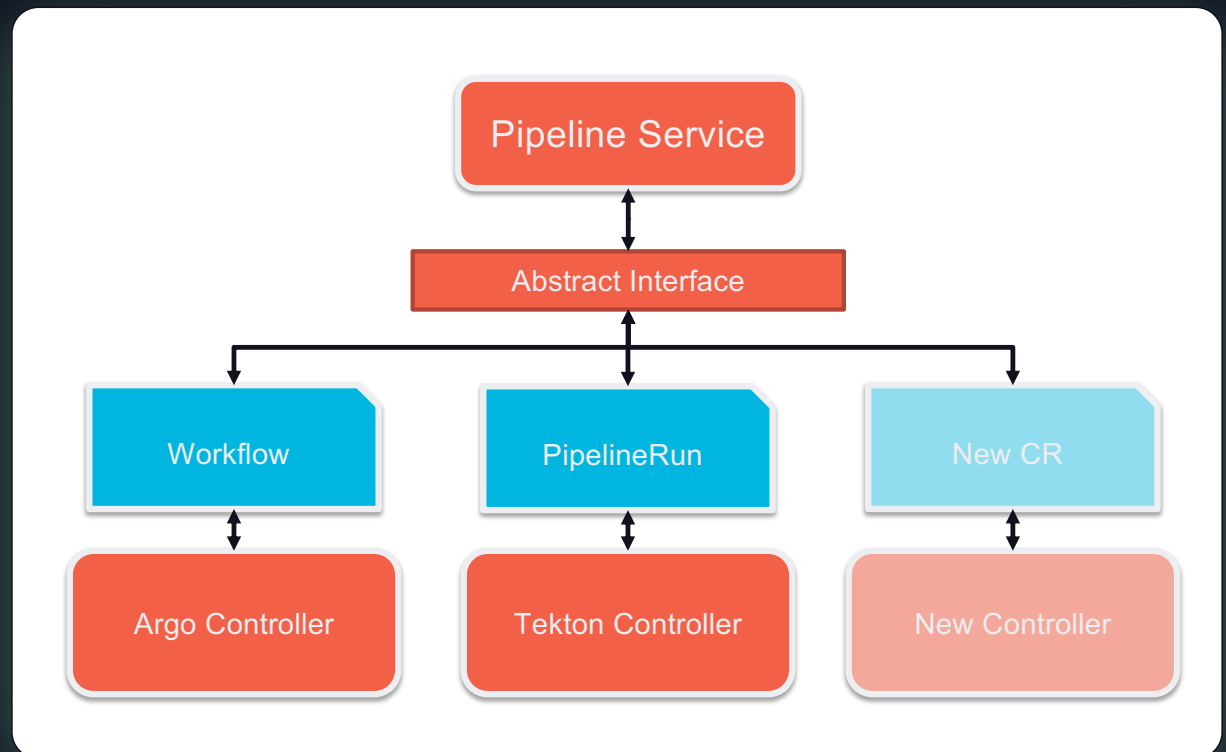 Pipeline Service
Abstract Interface
Workflow
PipelineRun
New CR
Argo Controller
Tekton Controller
New Controller